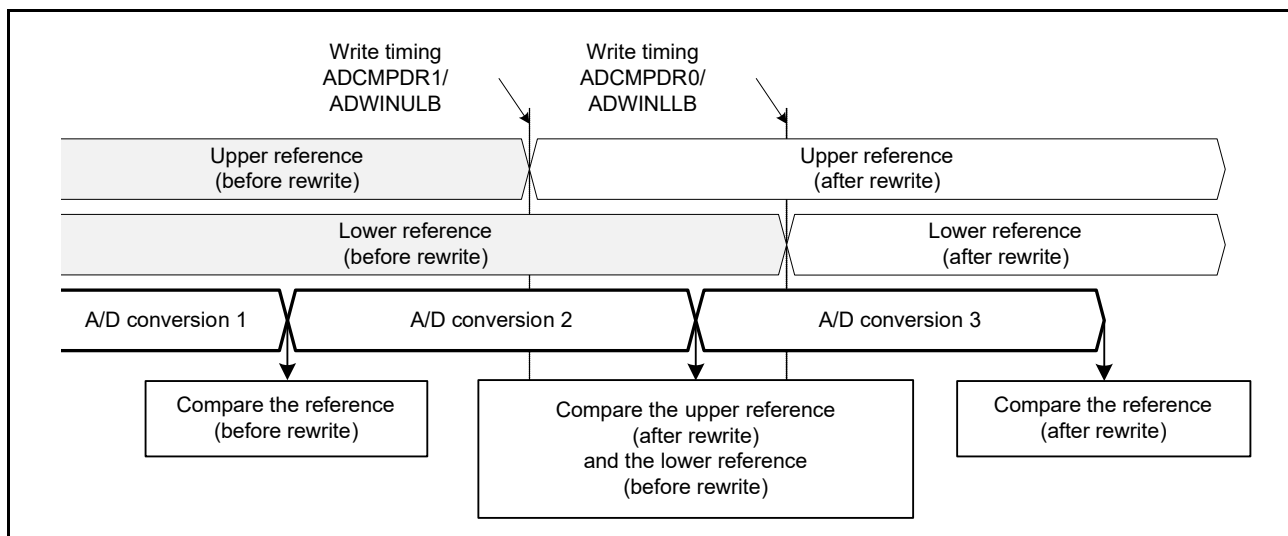 Write timing
ADCMPDR1/
ADWINULB
Write timing
ADCMPDR0/
ADWINLLB
Upper reference
(before rewrite)
Upper reference
(after rewrite)
Lower reference
(before rewrite)
Lower reference
(after rewrite)
A/D conversion 1
A/D conversion 2
A/D conversion 3
Compare the reference
(before rewrite)
Compare the upper reference
(after rewrite)
and the lower reference
(before rewrite)
Compare the reference
(after rewrite)